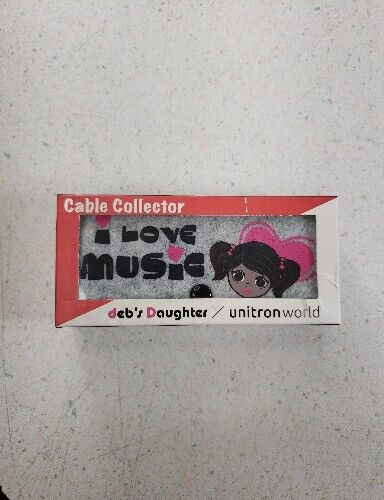 Cable Collector
i LOVE
MUSiC
deb's Daughter / unitronworld